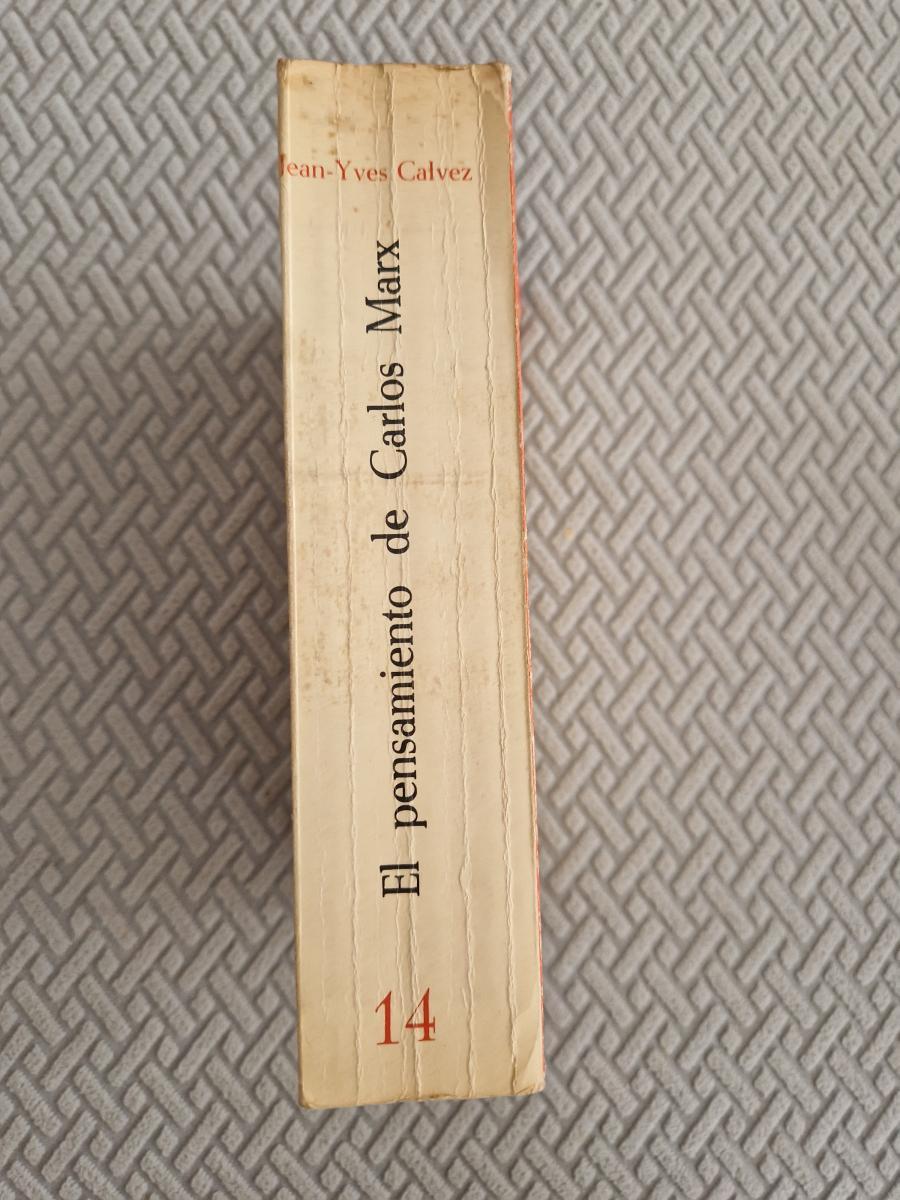 Jean-Yves Calvez
El pensamiento de Carlos Marx
14